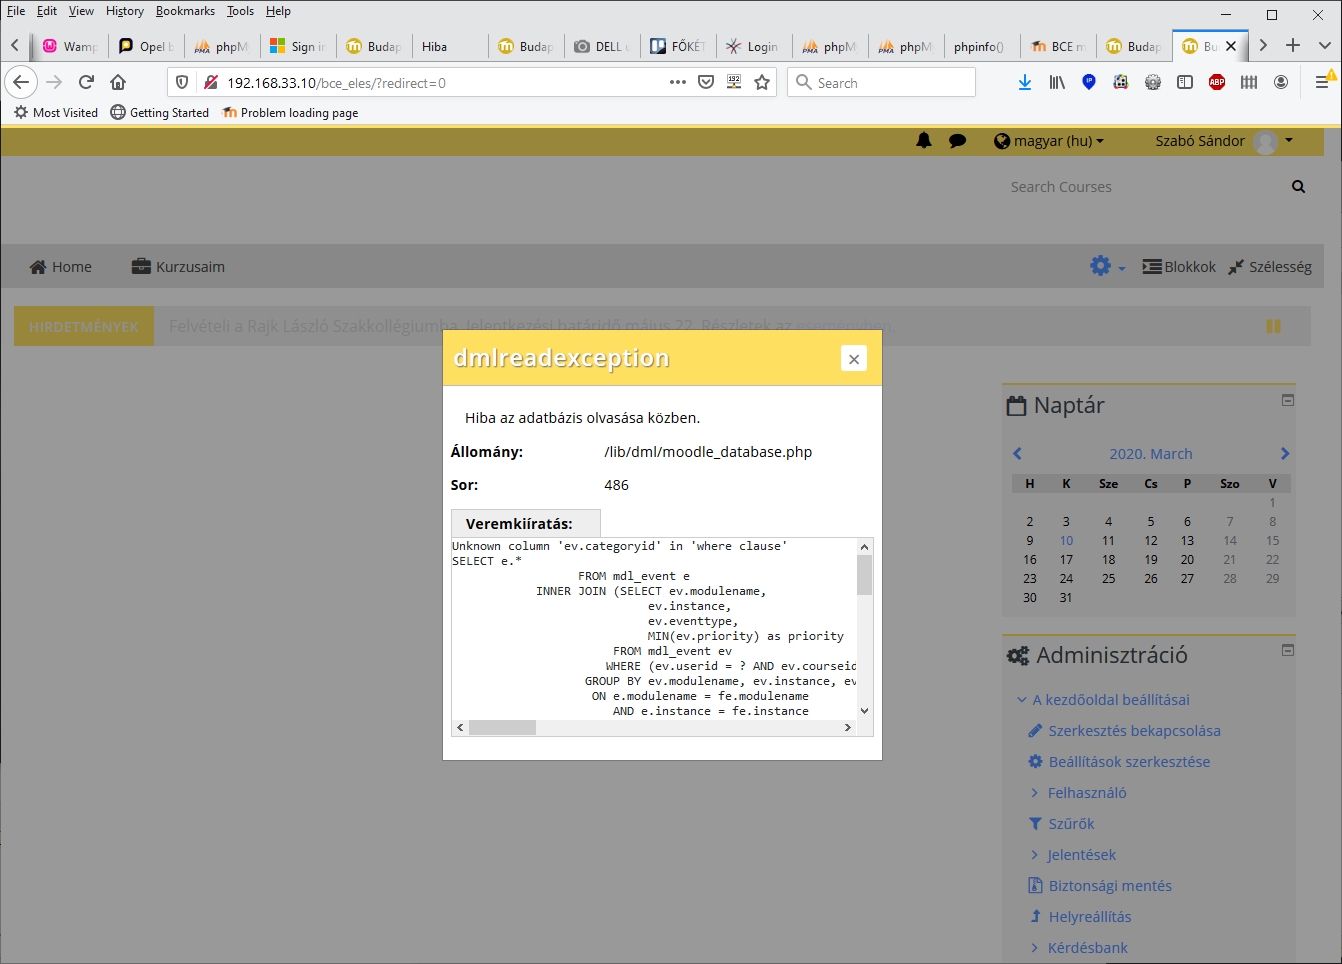 File Edit View History Bookmarks Tools Help
Wamp Opel b phpM Sign in Budap Hiba Budap DELL u FŐKÉT Login phpM phpM phpinfo() BCE m Budap Bu
192.168.33.10/bce_eles/?redirect=0
Search
Most Visited Getting Started Problem loading page
magyar (hu) Szabó Sándor
Search Courses
Home Kurzusaim Blokkok Szélesség
HIRDETMÉNYEK Felvételi a Rajk László Szakkollégiumba. Jelentkezési határidő május 22. Részletek az eseményben.
dmlreadexception
Hiba az adatbázis olvasása közben.
Állomány: /lib/dml/moodle_database.php
Sor: 486
Veremkiíratás:
Unknown column 'ev.categoryid' in 'where clause'
SELECT e.*
FROM mdl_event e
INNER JOIN (SELECT ev.modulename,
ev.instance,
ev.eventtype,
MIN(ev.priority) as priority
FROM mdl_event ev
WHERE (ev.userid = ? AND ev.courseid
GROUP BY ev.modulename, ev.instance, ev
ON e.modulename = fe.modulename
AND e.instance = fe.instance
Naptár
2020. March
H K Sze Cs P Szo V
1
2 3 4 5 6 7 8
9 10 11 12 13 14 15
16 17 18 19 20 21 22
23 24 25 26 27 28 29
30 31
Adminisztráció
A kezdőoldal beállításai
Szerkesztés bekapcsolása
Beállítások szerkesztése
Felhasználó
Szűrők
Jelentések
Biztonsági mentés
Helyreállítás
Kérdésbank